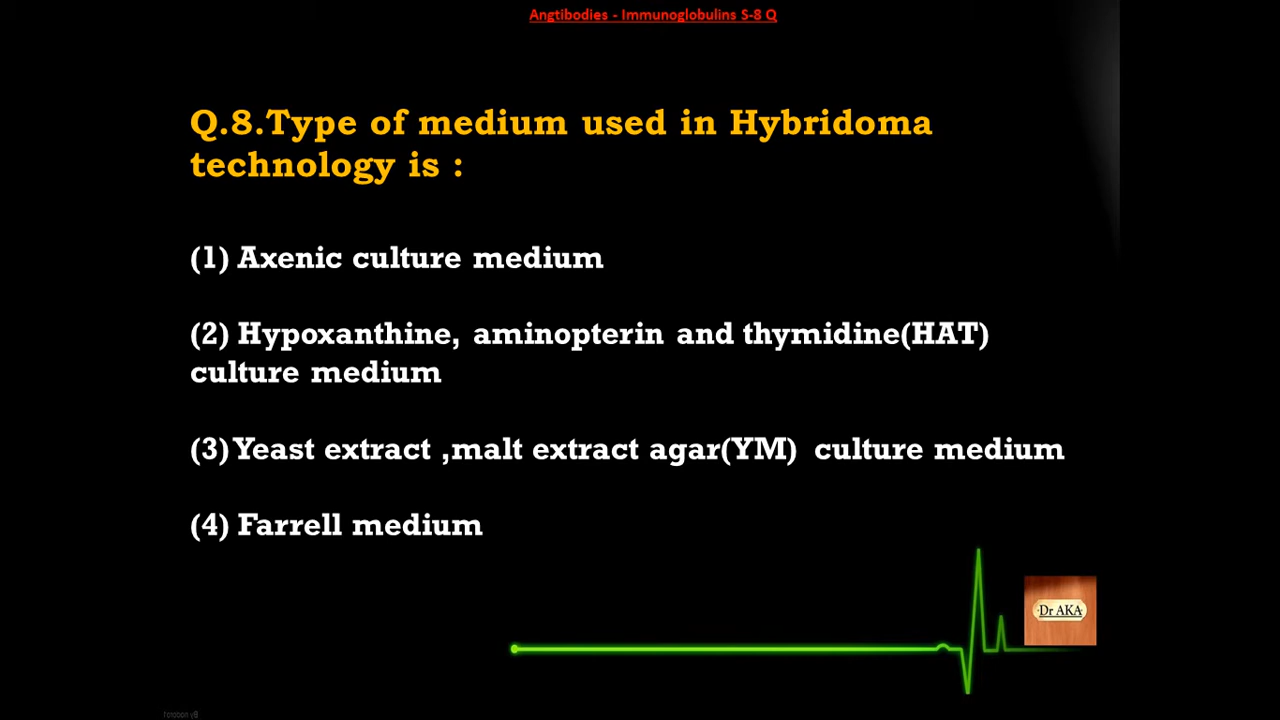 Angtibodies - Immunoglobulins S-8 Q
Q.8.Type of medium used in Hybridoma
technology is :
(1) Axenic culture medium
(2) Hypoxanthine, aminopterin and thymidine(HAT)
culture medium
(3)Yeast extract ,malt extract agar(YM) culture medium
(4) Farrell medium
Dr AKA